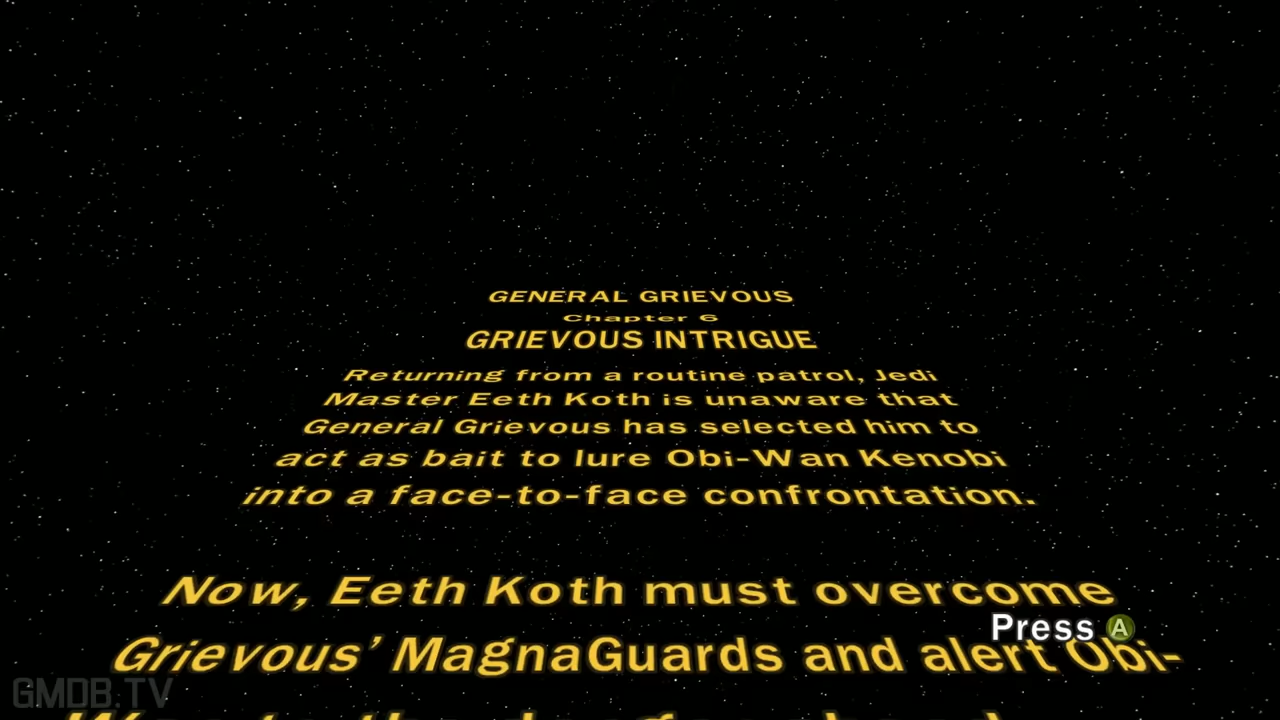 GENERAL GRIEVOUS
Chapter 6
GRIEVOUS INTRIGUE
Returning from a routine patrol, Jedi
Master Eeth Koth is unaware that
General Grievous has selected him to
act as bait to lure Obi-Wan Kenobi
into a face-to-face confrontation.
Now, Eeth Koth must overcome
Press A
Grievous' MagnaGuards and alert Obi-
GMDB.TV